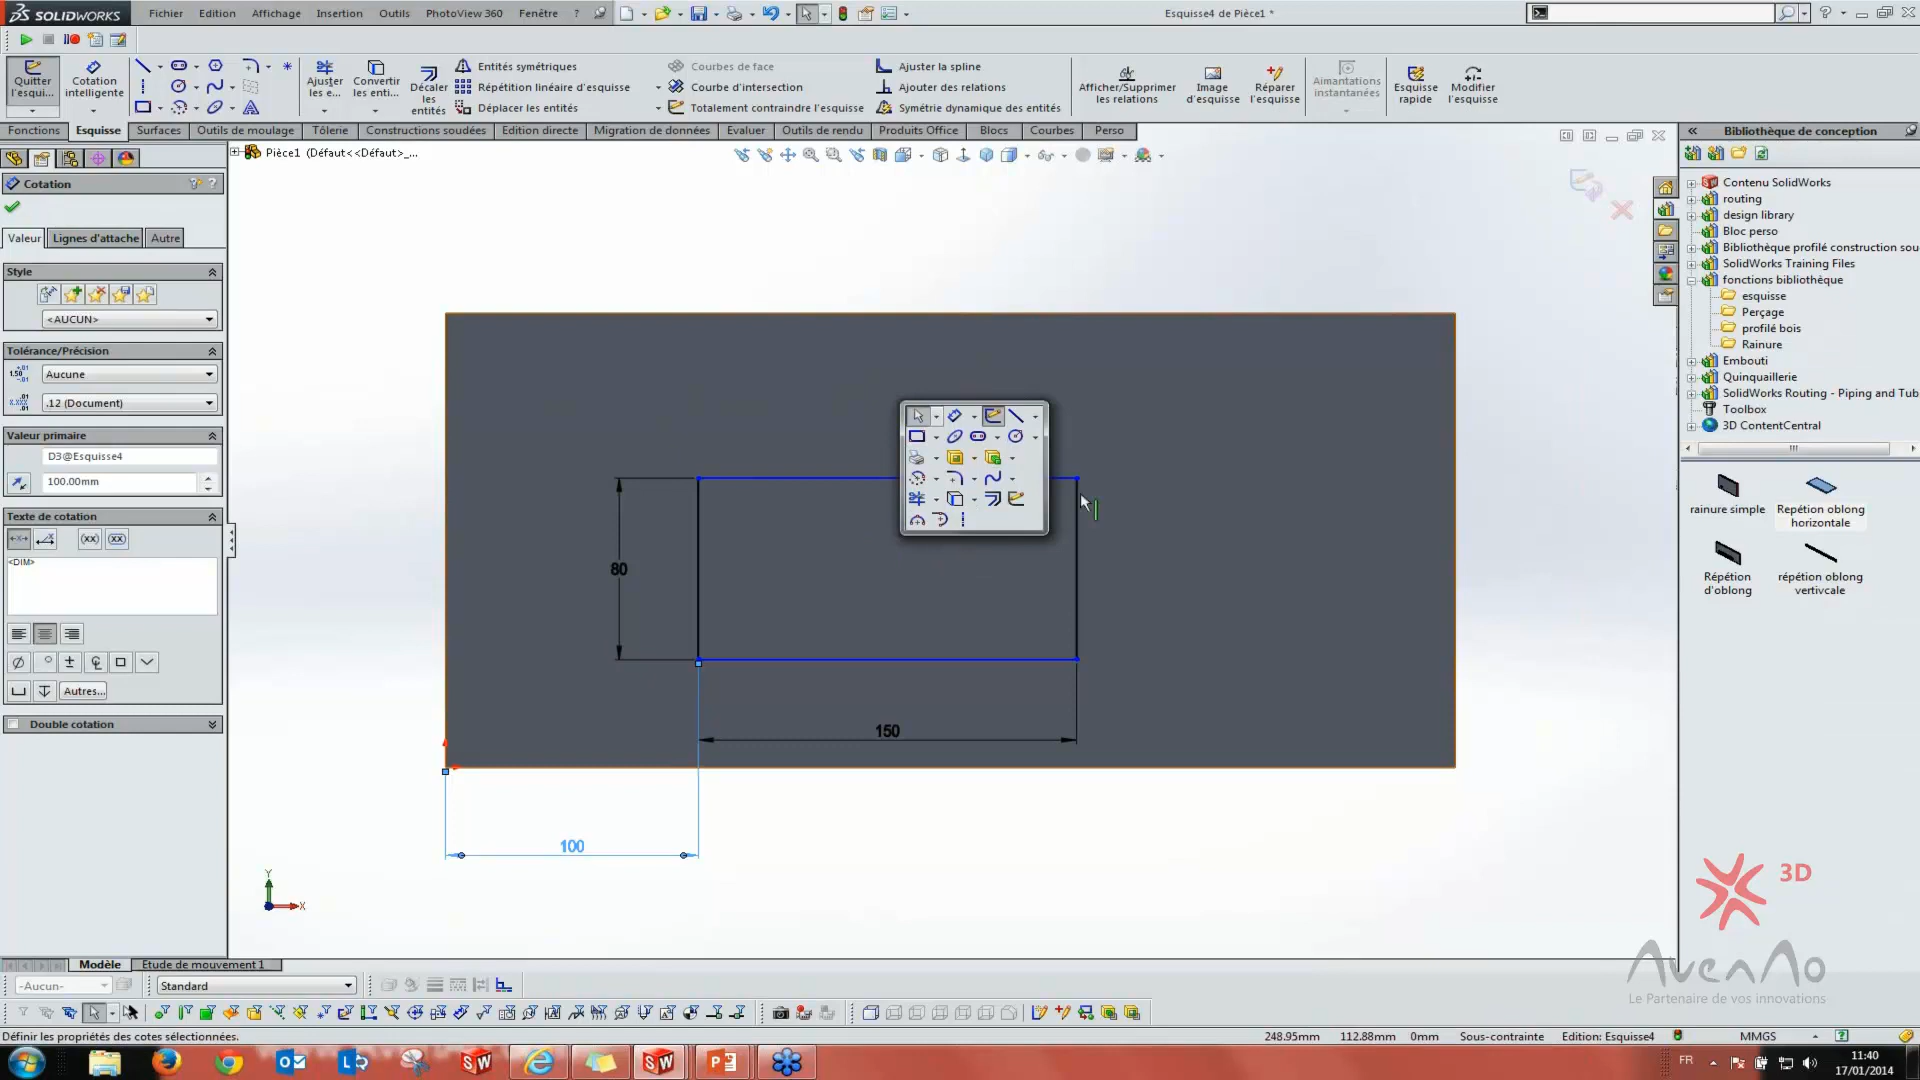 SOLIDWORKS
Fichier Edition Affichage Insertion Outils PhotoView 360 Fenêtre ?
Esquisse4 de Pièce1 *
Quitter l'esqui...
Cotation intelligente
Ajuster les e...
Convertir les enti...
Décaler les entités
Entités symétriques
Répétition linéaire d'esquisse
Déplacer les entités
Courbes de face
Courbe d'intersection
Totalement contraindre l'esquisse
Ajuster la spline
Ajouter des relations
Symétrie dynamique des entités
Afficher/Supprimer les relations
Image d'esquisse
Réparer l'esquisse
Aimantations instantanées
Esquisse rapide
Modifier l'esquisse
Fonctions Esquisse Surfaces Outils de moulage Tôlerie Constructions soudées Edition directe Migration de données Evaluer Outils de rendu Produits Office Blocs Courbes Perso
Pièce1 (Défaut<<Défaut>_...
Cotation
Valeur Lignes d'attache Autre
Style
<AUCUN>
Tolérance/Précision
Aucune
.12 (Document)
Valeur primaire
D3@Esquisse4
100.00mm
Texte de cotation
(xx) (xx)
<DIM>
Autres...
Double cotation
80
150
100
Y
X
Bibliothèque de conception
Contenu SolidWorks
routing
design library
Bloc perso
Bibliothèque profilé construction sou
SolidWorks Training Files
fonctions bibliothèque
esquisse
Perçage
profilé bois
Rainure
Embouti
Quinquaillerie
SolidWorks Routing - Piping and Tub
Toolbox
3D ContentCentral
rainure simple
Repétition oblong horizontale
Répétion d'oblong
répétion oblong vertivcale
3D
AvenAo
Le Partenaire de vos innovations
Modèle Etude de mouvement 1
-Aucun- Standard
Définir les propriétés des cotes sélectionnées.
248.95mm 112.88mm 0mm Sous-contrainte Edition: Esquisse4 MMGS
FR
11:40
17/01/2014